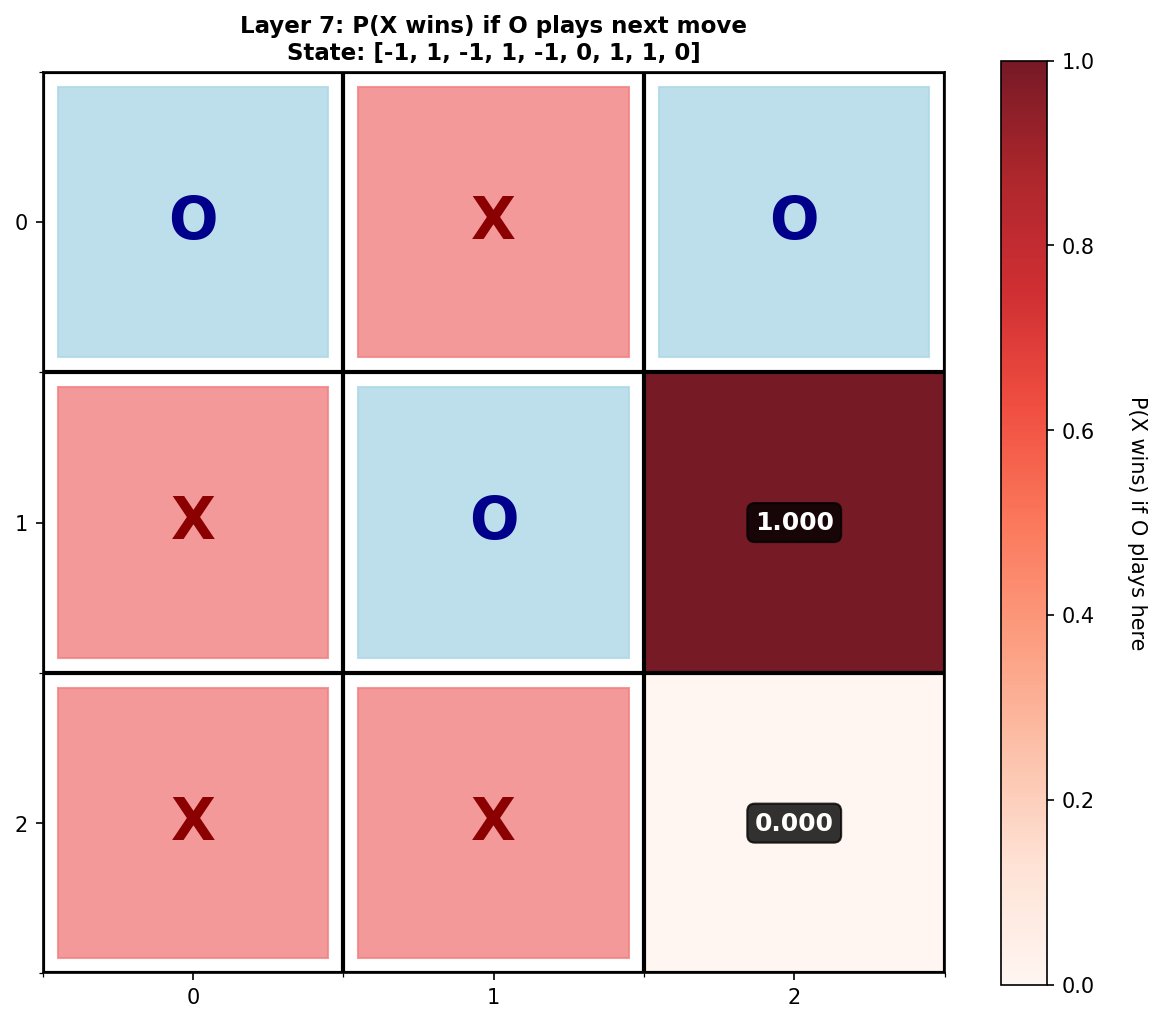 Layer 7: P(X wins) if O plays next move
State: [-1, 1, -1, 1, -1, 0, 1, 1, 0]
O X O
X O 1.000
X X 0.000
0
1
2
0 1 2
1.0
0.8
0.6
0.4
0.2
0.0
P(X wins) if O plays here